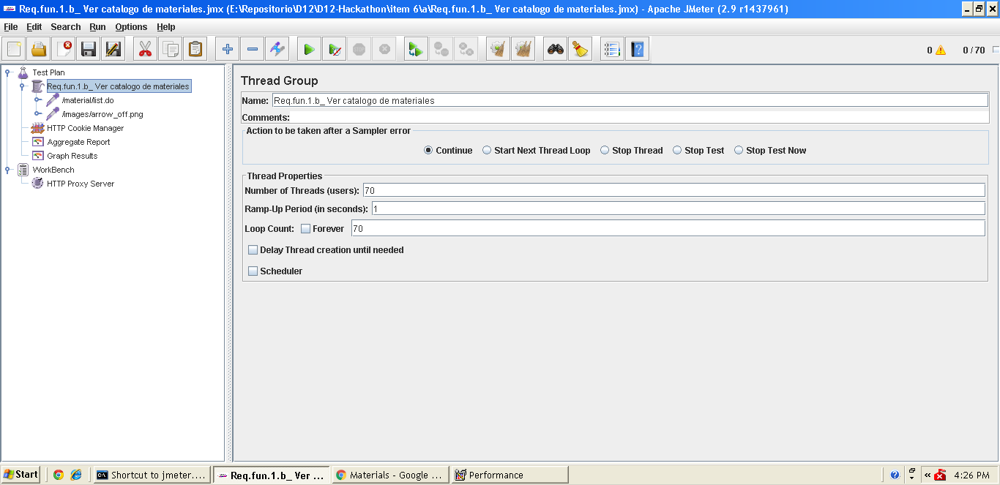 Req.fun.1.b_ Ver catalogo de materiales.jmx (E:\Repositorio\D12\D12-Hackathon\item 6\a\Req.fun.1.b_ Ver catalogo de materiales.jmx) - Apache JMeter (2.9 r1437961)
File Edit Search Run Options Help
0 0 / 70
Test Plan
Req.fun.1.b_ Ver catalogo de materiales
/material/list.do
/images/arrow_off.png
HTTP Cookie Manager
Aggregate Report
Graph Results
WorkBench
HTTP Proxy Server
Thread Group
Name: Req.fun.1.b_ Ver catalogo de materiales
Comments:
Action to be taken after a Sampler error
Continue Start Next Thread Loop Stop Thread Stop Test Stop Test Now
Thread Properties
Number of Threads (users): 70
Ramp-Up Period (in seconds): 1
Loop Count: Forever 70
Delay Thread creation until needed
Scheduler
Start Shortcut to jmeter.... Req.fun.1.b_ Ver ... Materials - Google ... Performance 4:26 PM